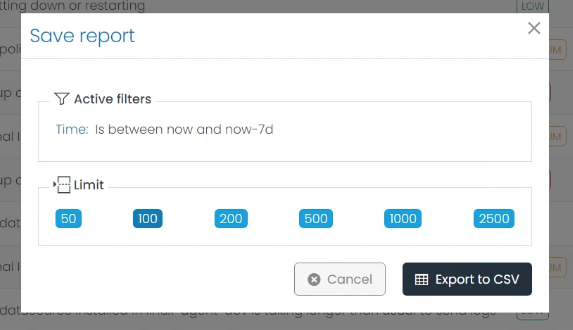 tting down or restarting
LOW
Save report
Active filters
Time: Is between now and now-7d
Limit
50 100 200 500 1000 2500
Cancel Export to CSV